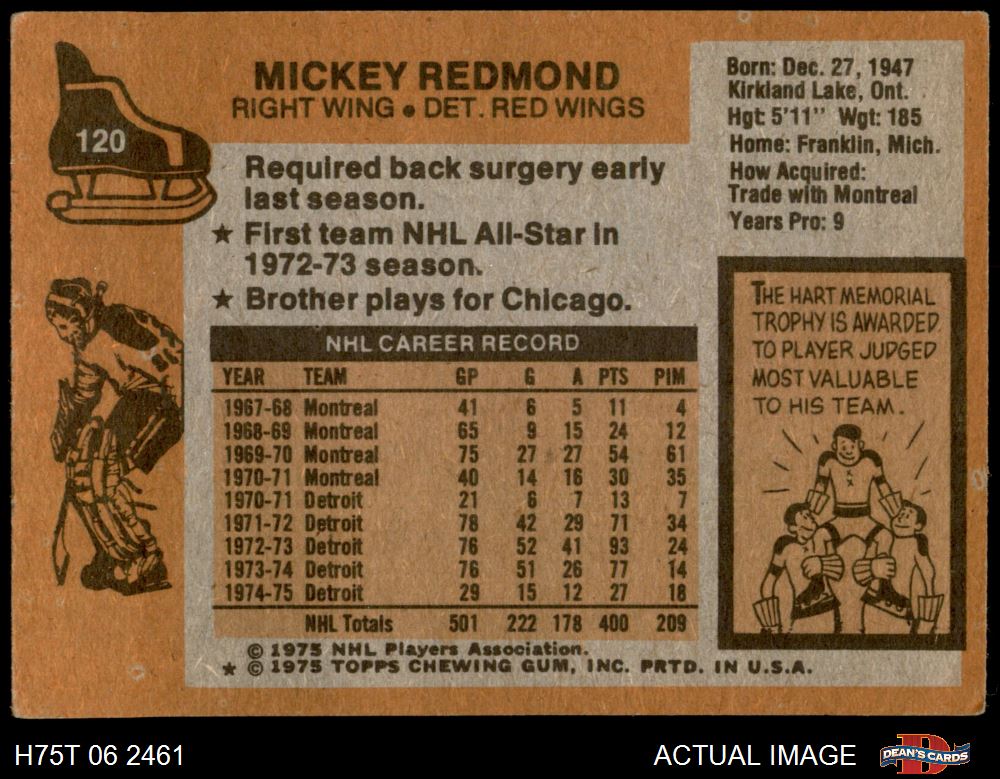 120
MICKEY REDMOND
RIGHT WING • DET. RED WINGS
Born: Dec. 27, 1947
Kirkland Lake, Ont.
Hgt: 5'11" Wgt: 185
Home: Franklin, Mich.
How Acquired:
Trade with Montreal
Years Pro: 9
Required back surgery early
last season.
★ First team NHL All-Star in
1972-73 season.
★ Brother plays for Chicago.
NHL CAREER RECORD
YEAR TEAM GP G A PTS PIM
1967-68 Montreal 41 6 5 11 4
1968-69 Montreal 65 9 15 24 12
1969-70 Montreal 75 27 27 54 61
1970-71 Montreal 40 14 16 30 35
1970-71 Detroit 21 6 7 13 7
1971-72 Detroit 78 42 29 71 34
1972-73 Detroit 76 52 41 93 24
1973-74 Detroit 76 51 26 77 14
1974-75 Detroit 29 15 12 27 18
NHL Totals 501 222 178 400 209
© 1975 NHL Players Association.
★ © 1975 TOPPS CHEWING GUM, INC. PRTD. IN U.S.A.
THE HART MEMORIAL
TROPHY IS AWARDED
TO PLAYER JUDGED
MOST VALUABLE
TO HIS TEAM.
H75T 06 2461
ACTUAL IMAGE
D
DEAN'S CARDS